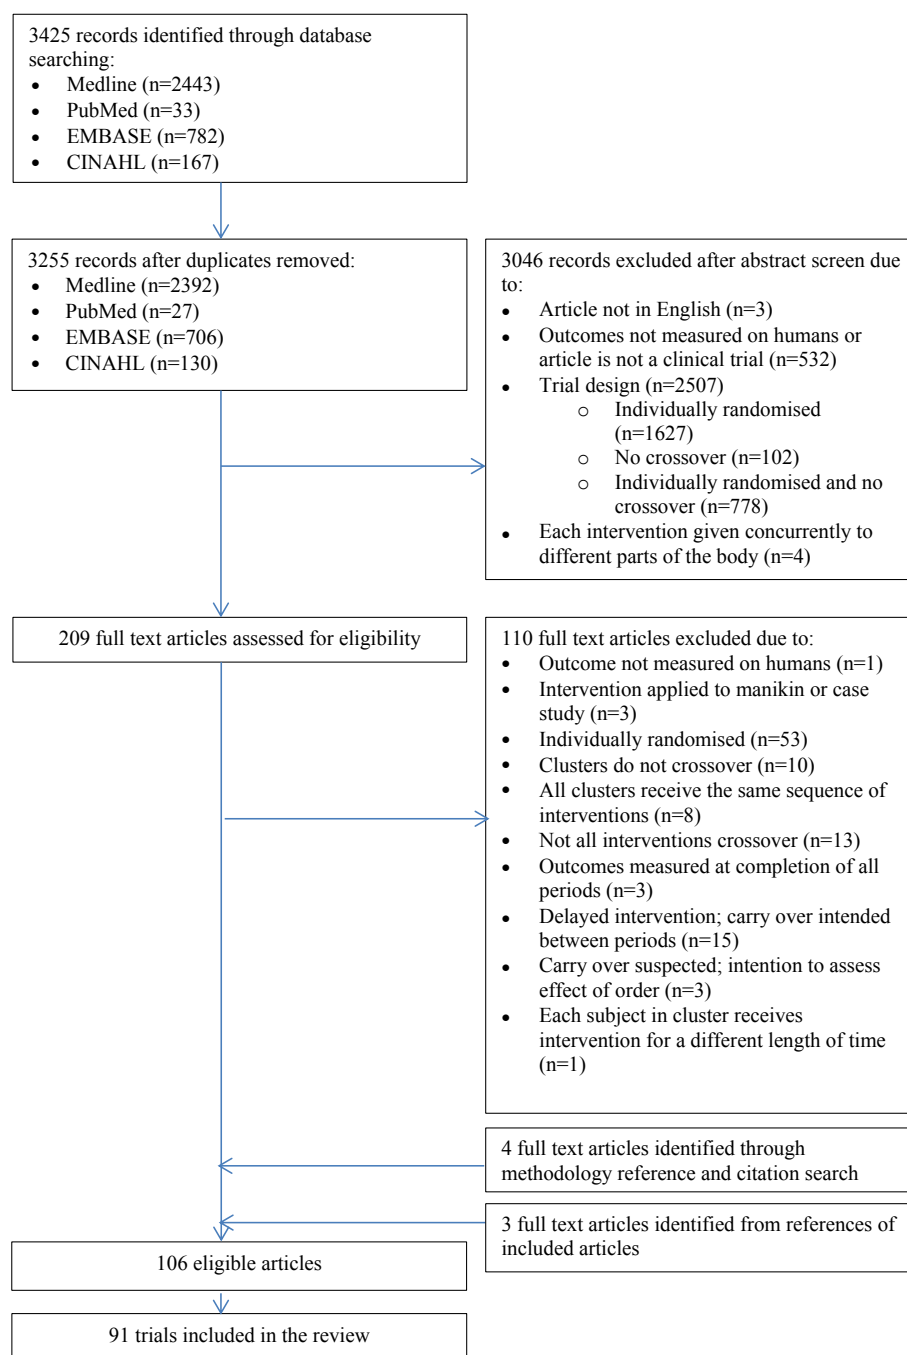 3425 records identified through database
searching:
• Medline (n=2443)
• PubMed (n=33)
• EMBASE (n=782)
• CINAHL (n=167)
3255 records after duplicates removed:
• Medline (n=2392)
• PubMed (n=27)
• EMBASE (n=706)
• CINAHL (n=130)
3046 records excluded after abstract screen due
to:
• Article not in English (n=3)
• Outcomes not measured on humans or
article is not a clinical trial (n=532)
• Trial design (n=2507)
o Individually randomised
(n=1627)
o No crossover (n=102)
o Individually randomised and no
crossover (n=778)
• Each intervention given concurrently to
different parts of the body (n=4)
209 full text articles assessed for eligibility
110 full text articles excluded due to:
• Outcome not measured on humans (n=1)
• Intervention applied to manikin or case
study (n=3)
• Individually randomised (n=53)
• Clusters do not crossover (n=10)
• All clusters receive the same sequence of
interventions (n=8)
• Not all interventions crossover (n=13)
• Outcomes measured at completion of all
periods (n=3)
• Delayed intervention; carry over intended
between periods (n=15)
• Carry over suspected; intention to assess
effect of order (n=3)
• Each subject in cluster receives
intervention for a different length of time
(n=1)
4 full text articles identified through
methodology reference and citation search
3 full text articles identified from references of
included articles
106 eligible articles
91 trials included in the review